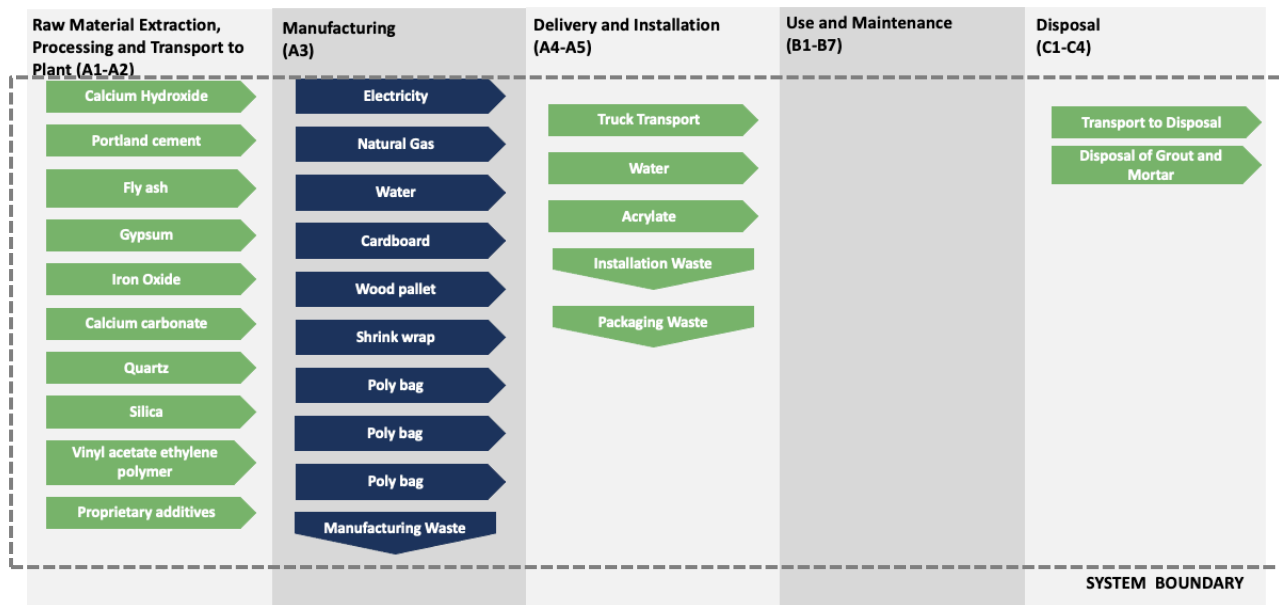 Raw Material Extraction,
Processing and Transport to
Plant (A1-A2)
Calcium Hydroxide
Portland cement
Fly ash
Gypsum
Iron Oxide
Calcium carbonate
Quartz
Silica
Vinyl acetate ethylene
polymer
Proprietary additives
Manufacturing
(A3)
Electricity
Natural Gas
Water
Cardboard
Wood pallet
Shrink wrap
Poly bag
Poly bag
Poly bag
Manufacturing Waste
Delivery and Installation
(A4-A5)
Truck Transport
Water
Acrylate
Installation Waste
Packaging Waste
Use and Maintenance
(B1-B7)
Disposal
(C1-C4)
Transport to Disposal
Disposal of Grout and
Mortar
SYSTEM BOUNDARY